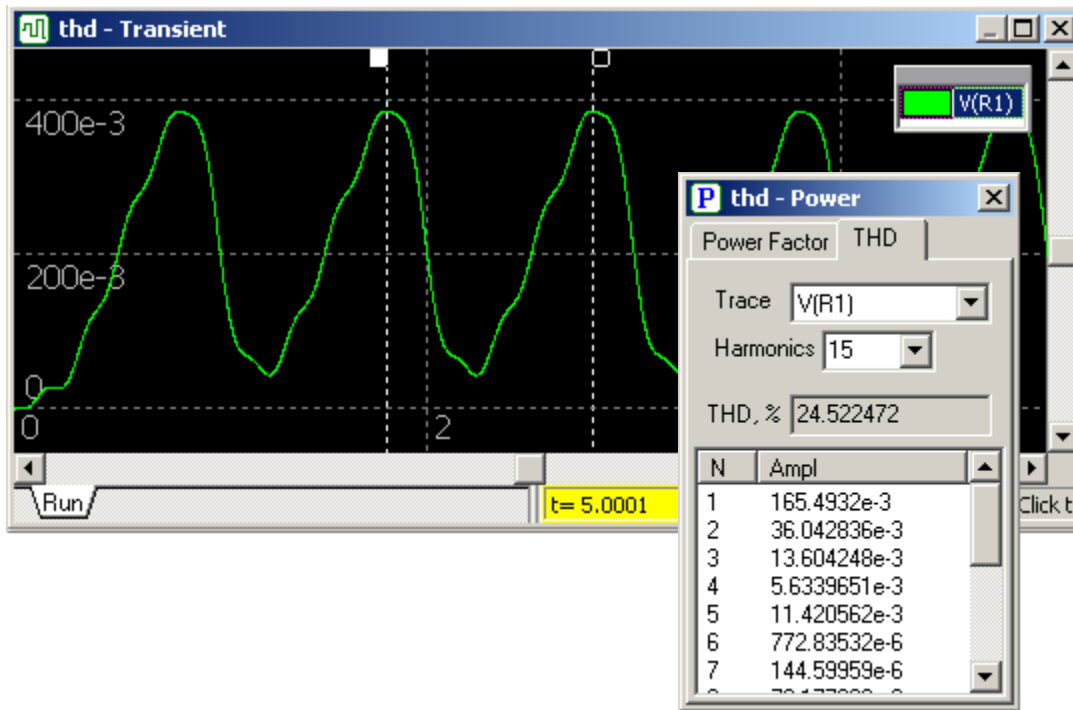 thd - Transient
400e-3
V(R1)
200e-3
0
0
2
Run
t= 5.0001
Click t
thd - Power
Power Factor
THD
Trace
V(R1)
Harmonics
15
THD, %
24.522472
N Ampl
1 165.4932e-3
2 36.042836e-3
3 13.604248e-3
4 5.6339651e-3
5 11.420562e-3
6 772.83532e-6
7 144.59959e-6